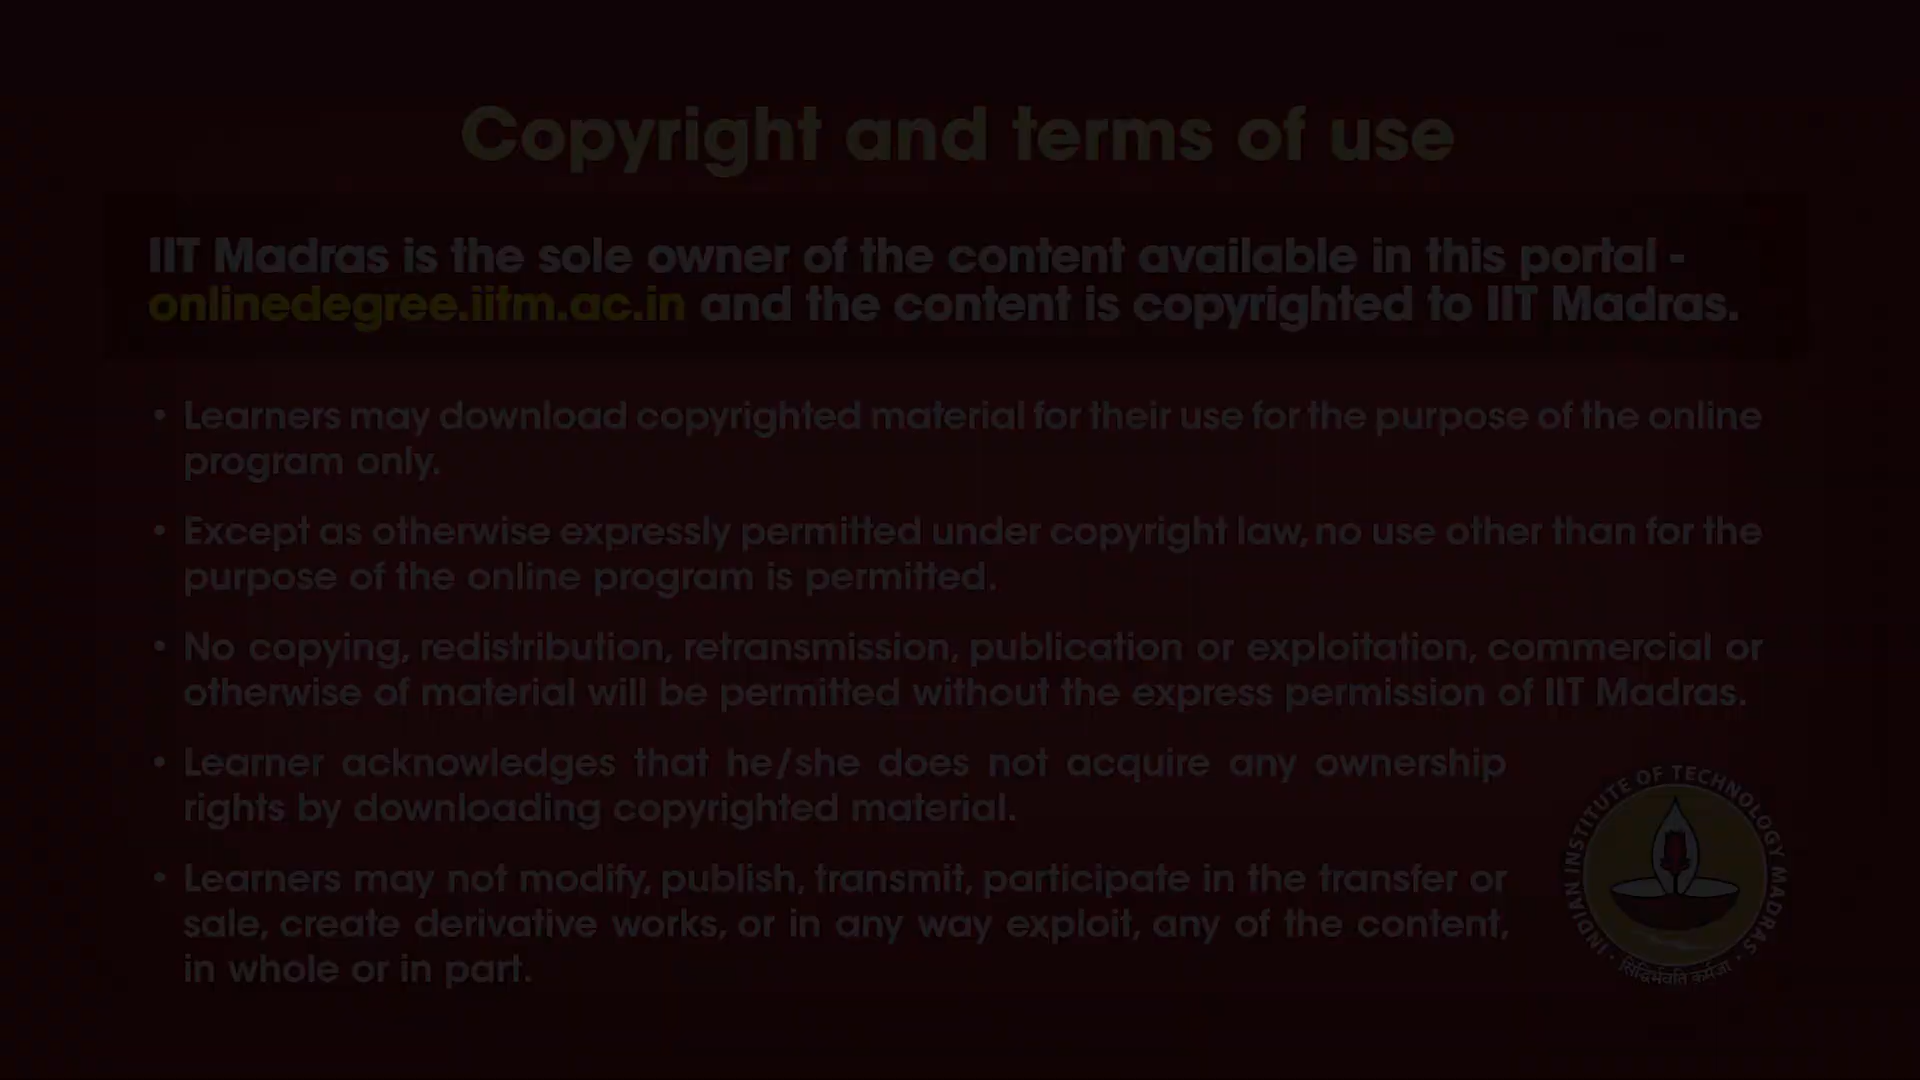 Copyright and terms of use
IIT Madras is the sole owner of the content available in this portal -
onlinedegree.iitm.ac.in and the content is copyrighted to IIT Madras.
• Learners may download copyrighted material for their use for the purpose of the online
program only.
• Except as otherwise expressly permitted under copyright law, no use other than for the
purpose of the online program is permitted.
• No copying, redistribution, retransmission, publication or exploitation, commercial or
otherwise of material will be permitted without the express permission of IIT Madras.
• Learner acknowledges that he/she does not acquire any ownership
rights by downloading copyrighted material.
• Learners may not modify, publish, transmit, participate in the transfer or
sale, create derivative works, or in any way exploit, any of the content,
in whole or in part.
INDIAN INSTITUTE OF TECHNOLOGY MADRAS
सिद्धिर्भवति कर्मजा